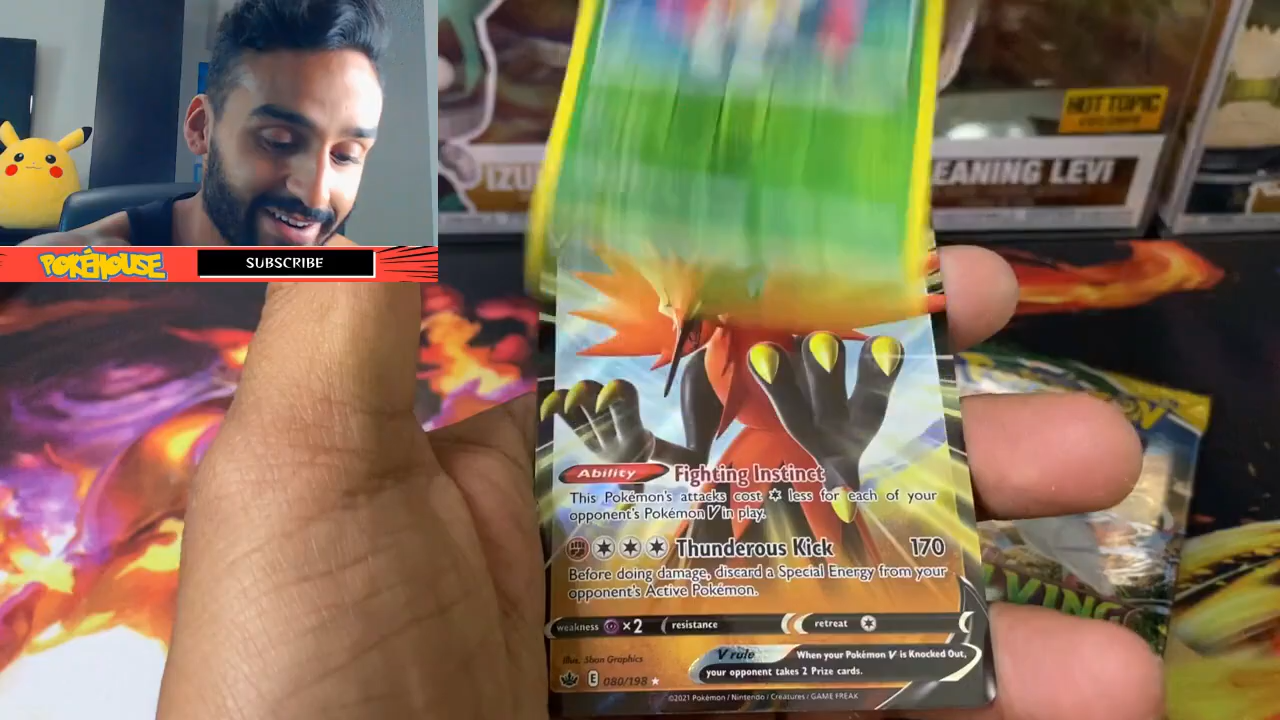 HOT TOPIC
EXCLUSIVE
IZU
EANING LEVI
POKÉHOUSE
SUBSCRIBE
Ability Fighting Instinct
This Pokémon's attacks cost less for each of your
opponent's Pokémon V in play.
Thunderous Kick 170
Before doing damage, discard a Special Energy from your
opponent's Active Pokémon.
weakness ×2 resistance retreat
V rule When your Pokémon V is Knocked Out,
your opponent takes 2 Prize cards.
Illus. 5ban Graphics
E 080/198
©2021 Pokémon / Nintendo / Creatures / GAME FREAK
LVING